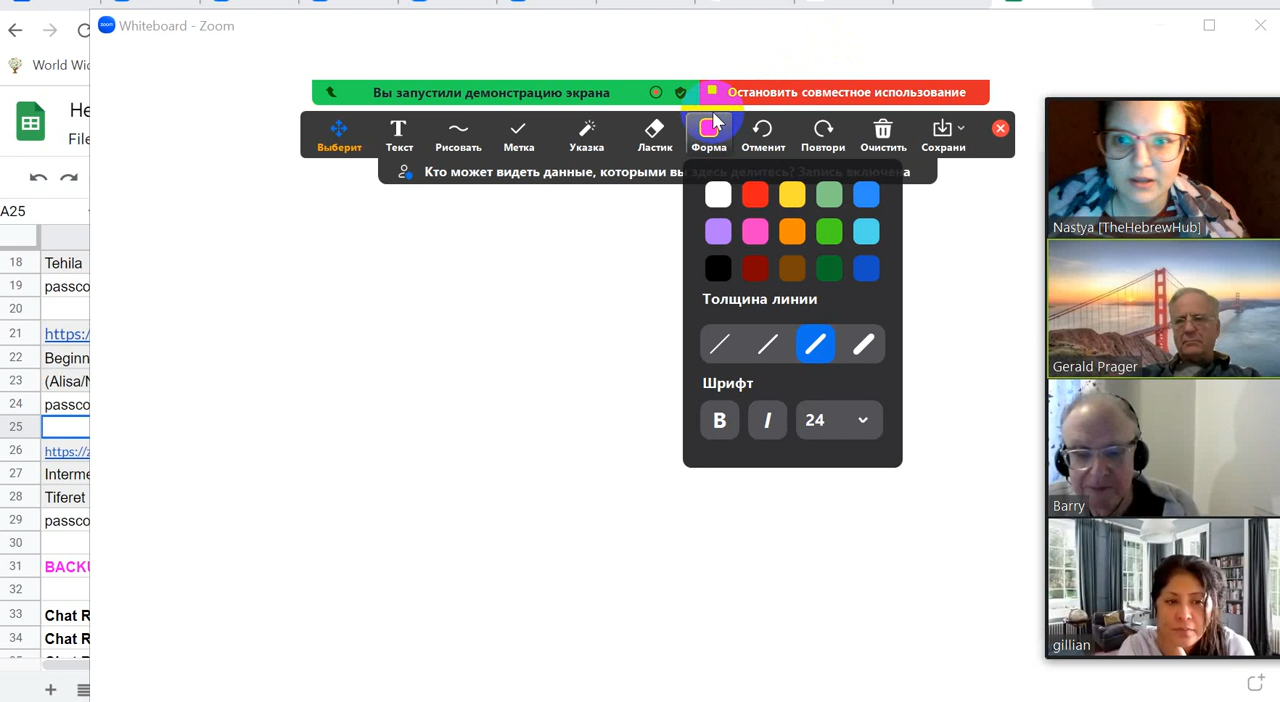 zoom Whiteboard - Zoom
World Wid
He
File
A25
Вы запустили демонстрацию экрана
Остановить совместное использование
Выберит
Текст
Рисовать
Метка
Указка
Ластик
Форма
Отменит
Повтори
Очистить
Сохрани
Кто может видеть данные, которыми вы здесь делитесь? Запись включена
Толщина линии
Шрифт
B I 24
18 Tehila
19 passco
20
21 https:/
22 Beginn
23 (Alisa/
24 passco
25
26 https://z
27 Interme
28 Tiferet
29 passco
30
31 BACKU
32
33 Chat R
34 Chat R
Nastya [TheHebrewHub]
Gerald Prager
Barry
gillian